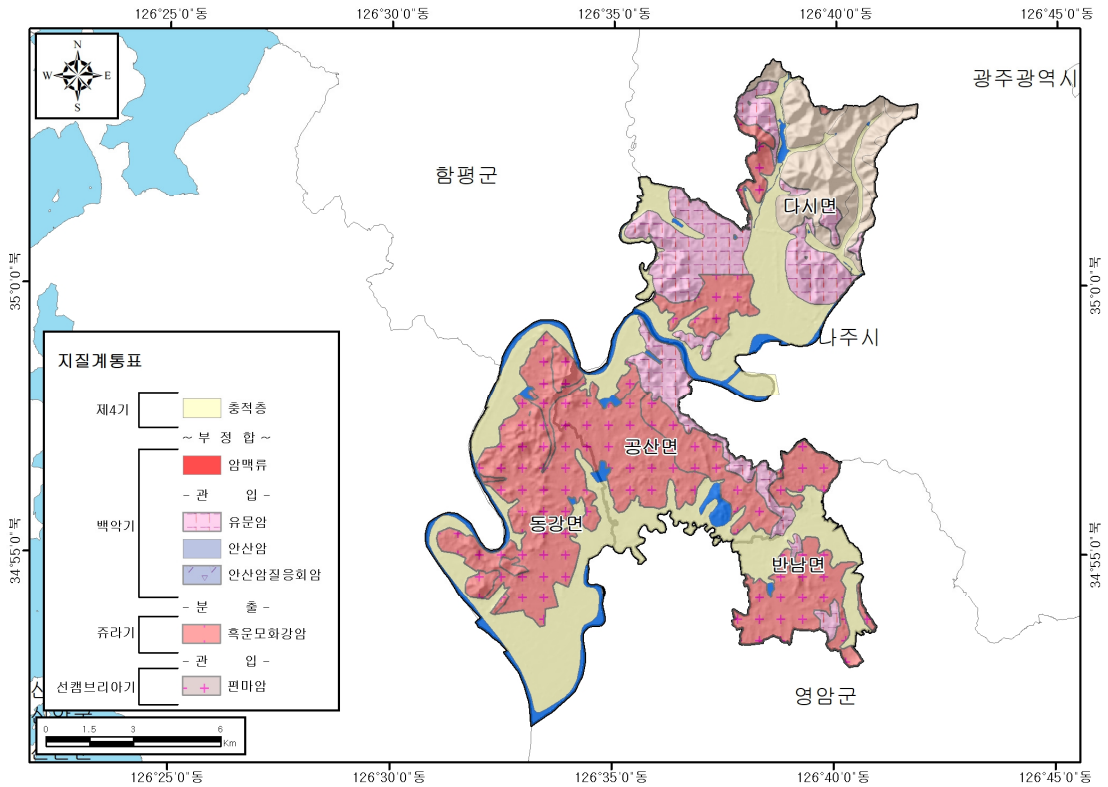 126°25'0"동 126°30'0"동 126°35'0"동 126°40'0"동 126°45'0"동
N
W E
S
광주광역시
함평군
다시면
35°0'0"북
35°0'0"북
나주시
지질계통표
제4기
충적층
~ 부 정 합 ~
암맥류
- 관 입 -
백악기
유문암
안산암
안산암질응회암
- 분 출 -
쥬라기
흑운모화강암
- 관 입 -
선캠브리아기
편마암
공산면
동강면
반남면
34°55'0"북
34°55'0"북
영암군
0 1.5 3 6
Km
126°25'0"동 126°30'0"동 126°35'0"동 126°40'0"동 126°45'0"동